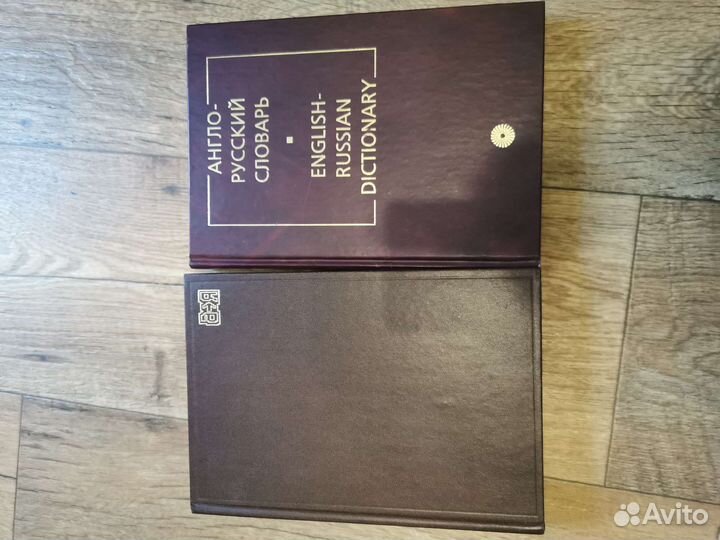 АНГЛО-
РУССКИЙ
СЛОВАРЬ
ENGLISH-
RUSSIAN
DICTIONARY
Avito